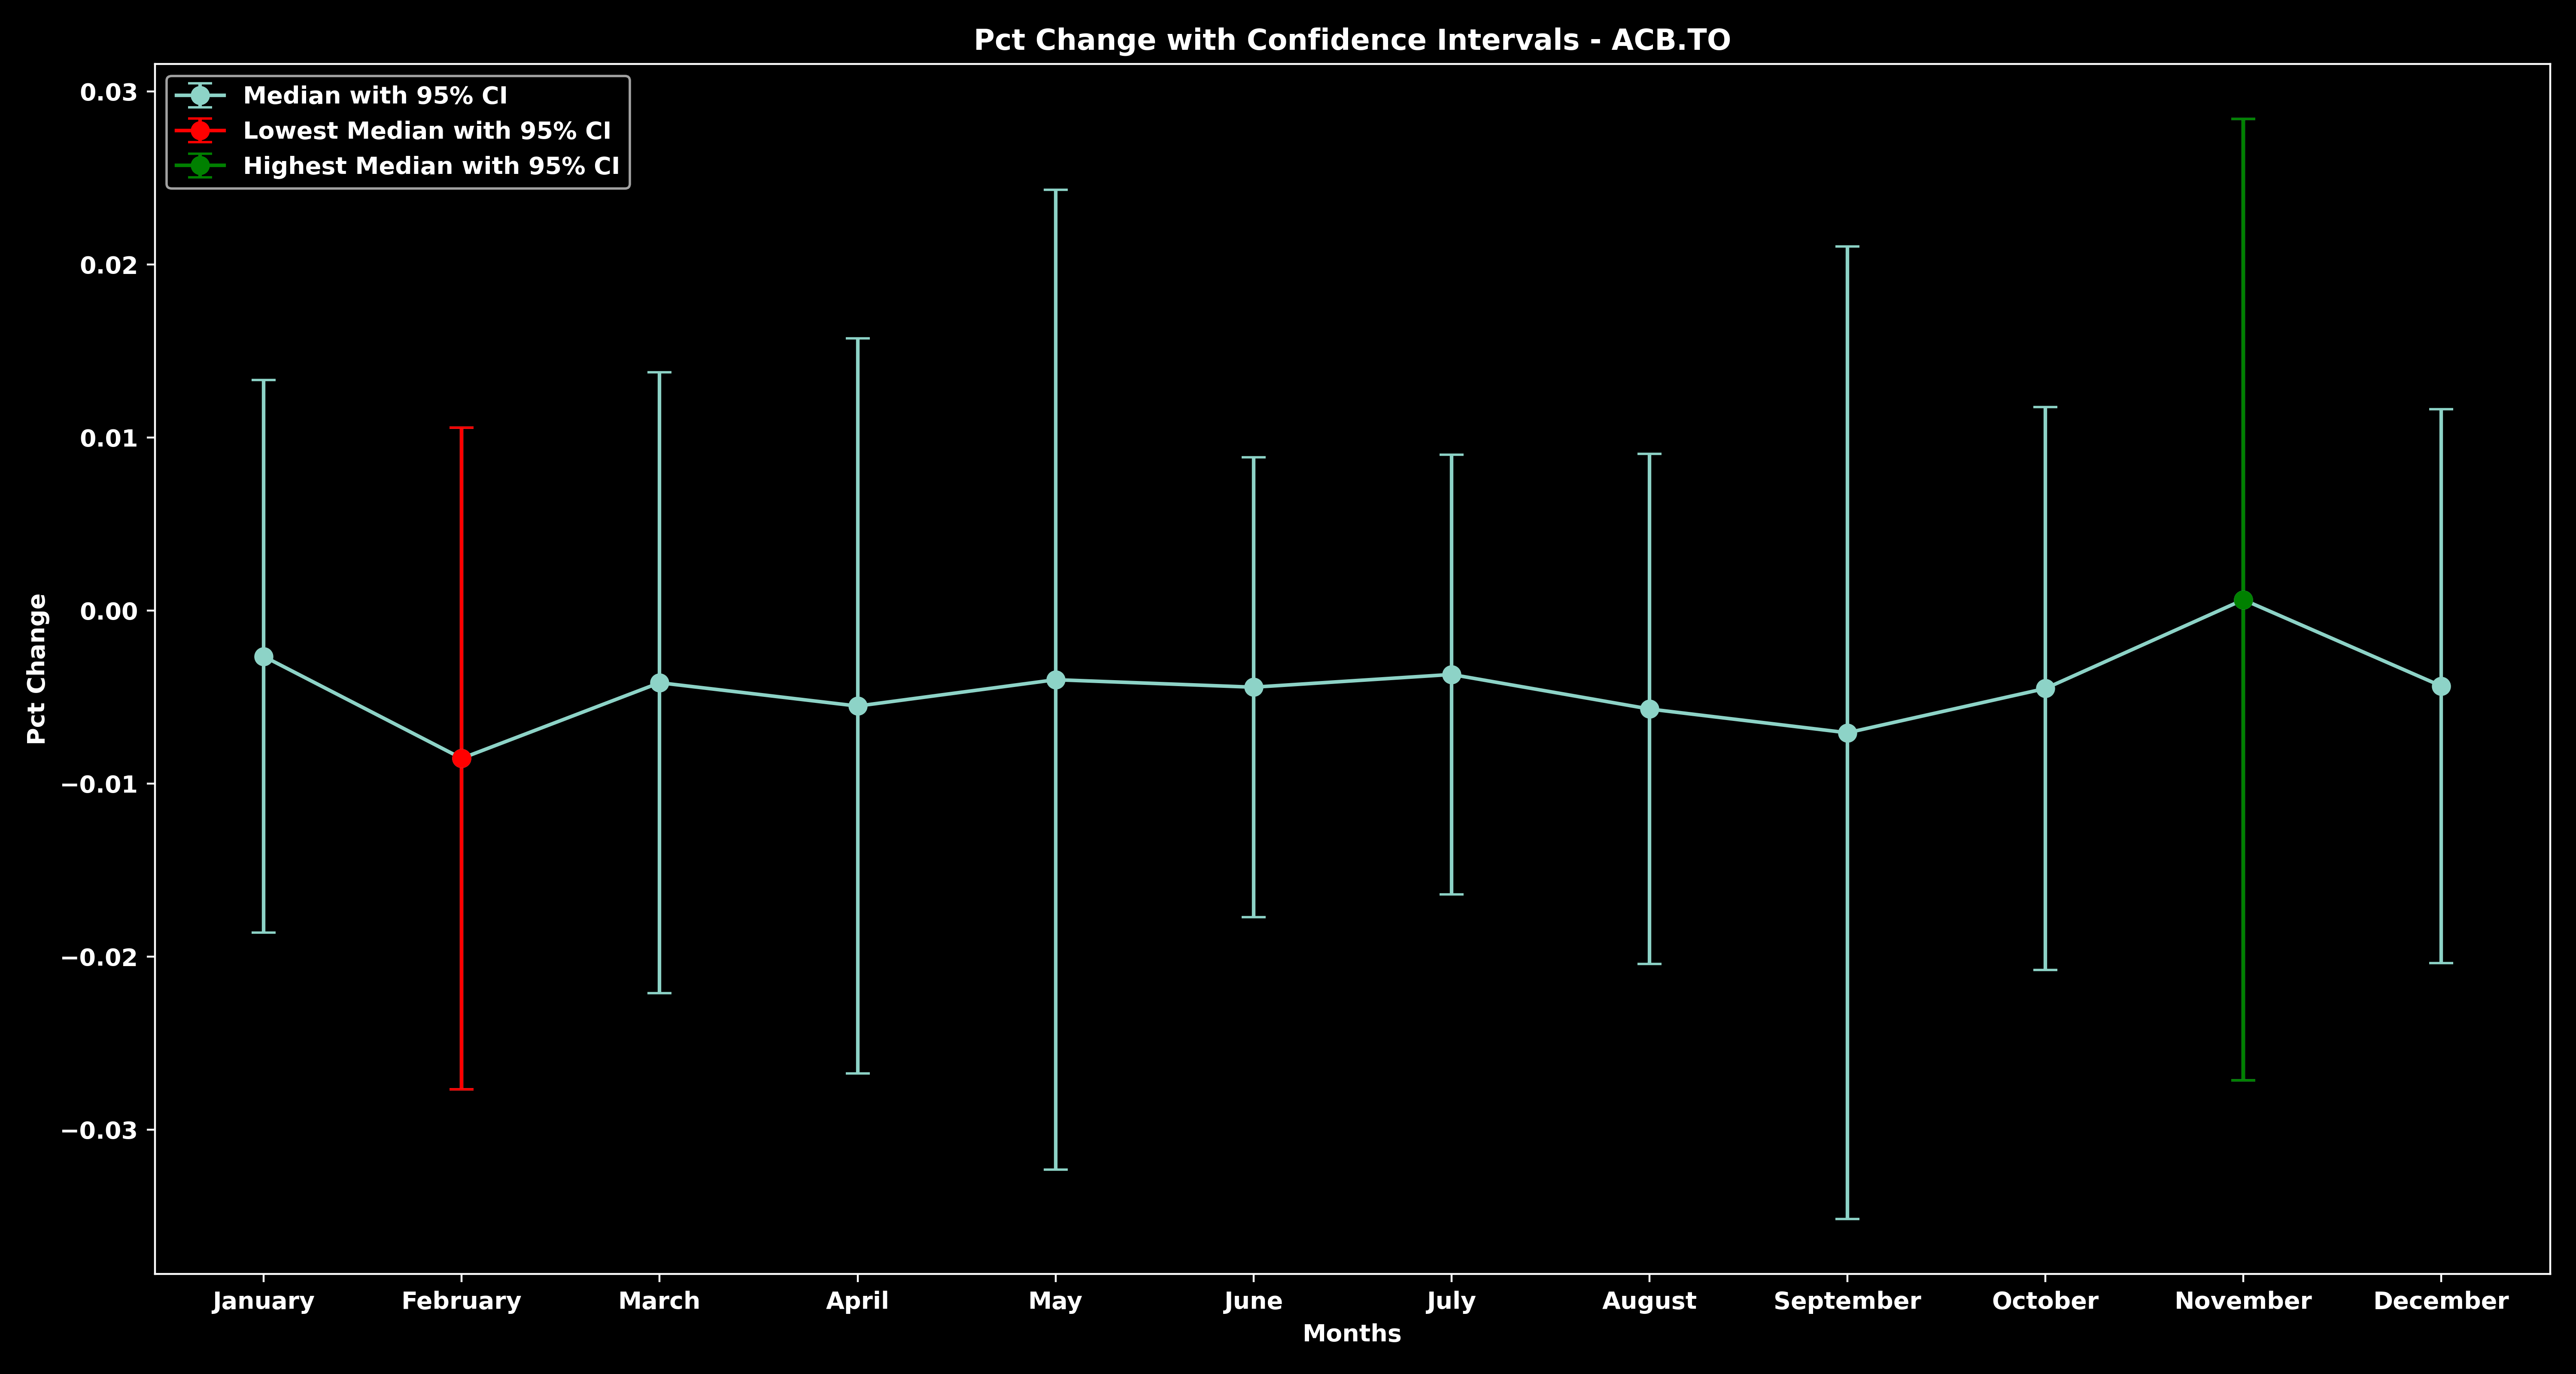 Pct Change with Confidence Intervals - ACB.TO
Median with 95% CI
Lowest Median with 95% CI
Highest Median with 95% CI
Pct Change
0.03
0.02
0.01
0.00
−0.01
−0.02
−0.03
January February March April May June July August September October November December
Months